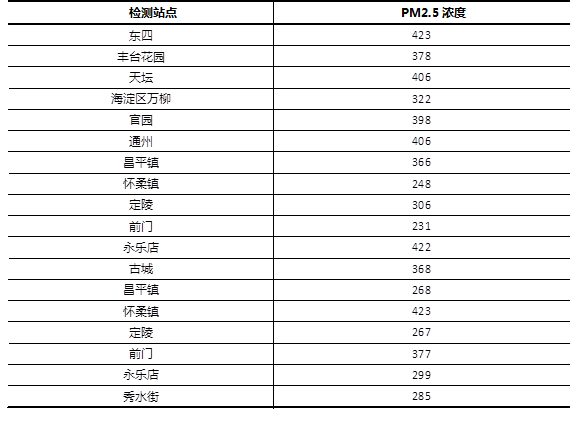 检测站点 PM2.5 浓度
东四 423
丰台花园 378
天坛 406
海淀区万柳 322
官园 398
通州 406
昌平镇 366
怀柔镇 248
定陵 306
前门 231
永乐店 422
古城 368
昌平镇 268
怀柔镇 423
定陵 267
前门 377
永乐店 299
秀水街 285